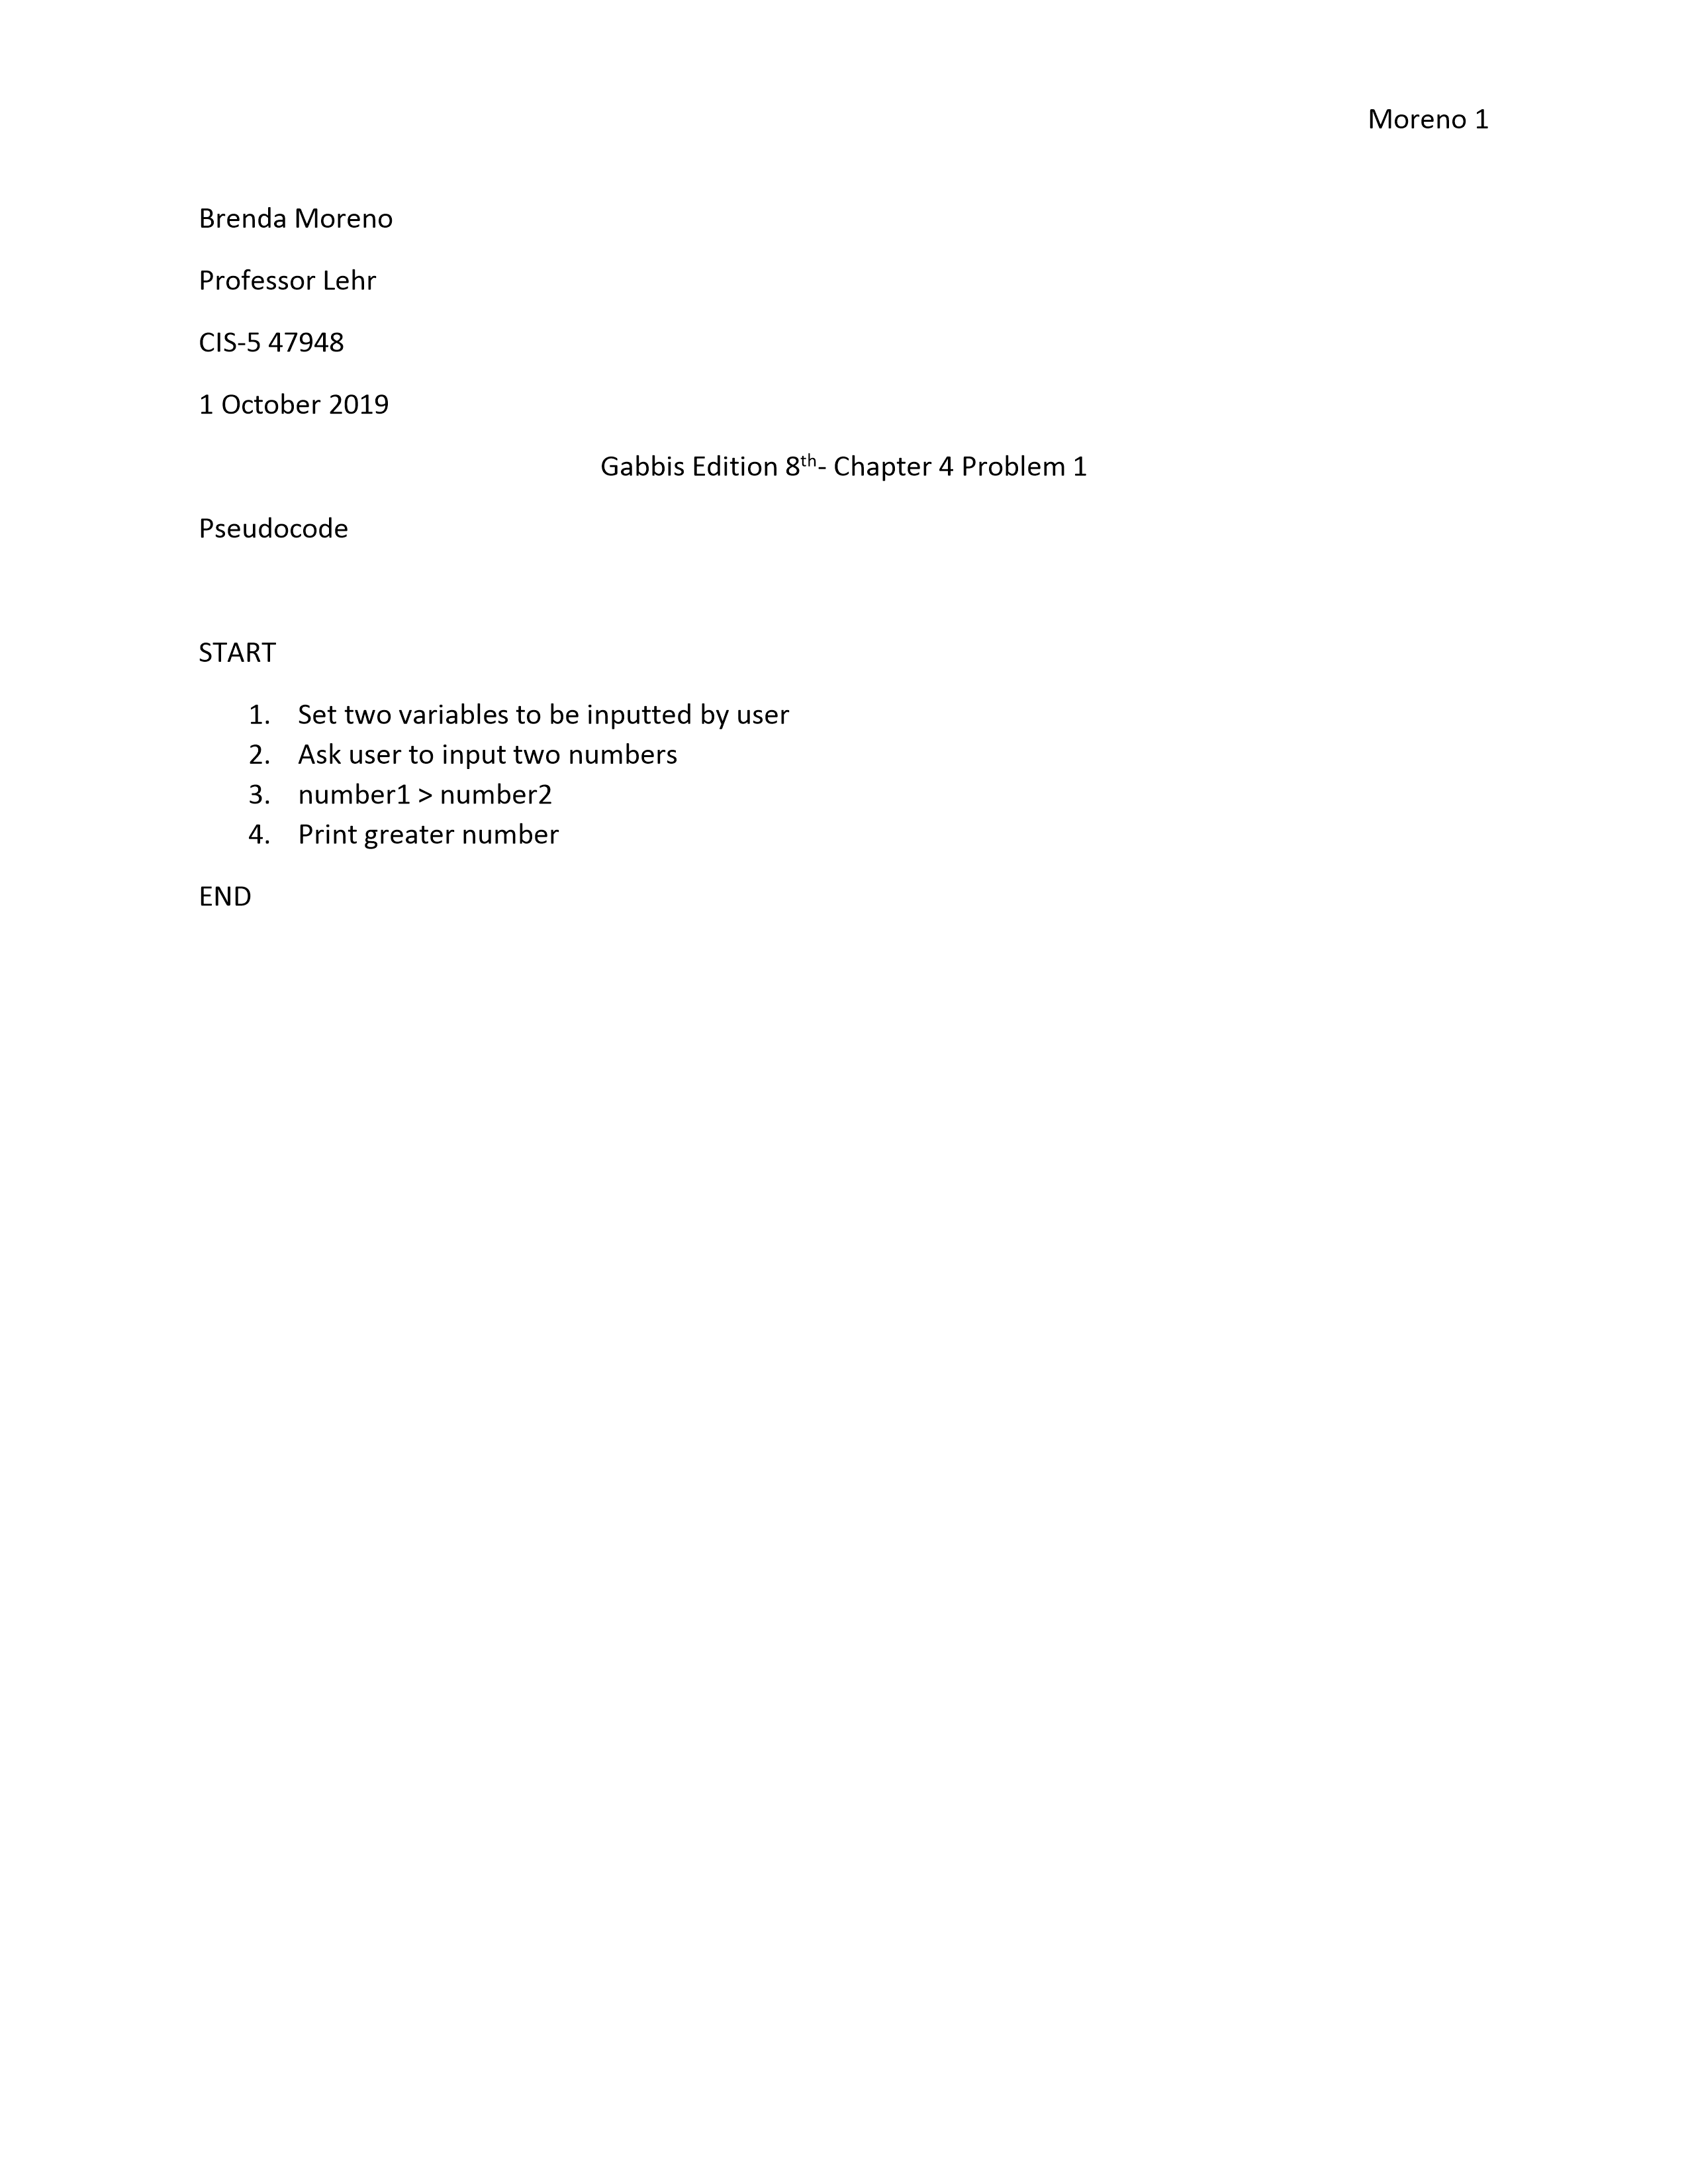 Moreno 1
Brenda Moreno
Professor Lehr
CIS-5 47948
1 October 2019
Gabbis Edition 8th- Chapter 4 Problem 1
Pseudocode
START
1. Set two variables to be inputted by user
2. Ask user to input two numbers
3. number1 > number2
4. Print greater number
END